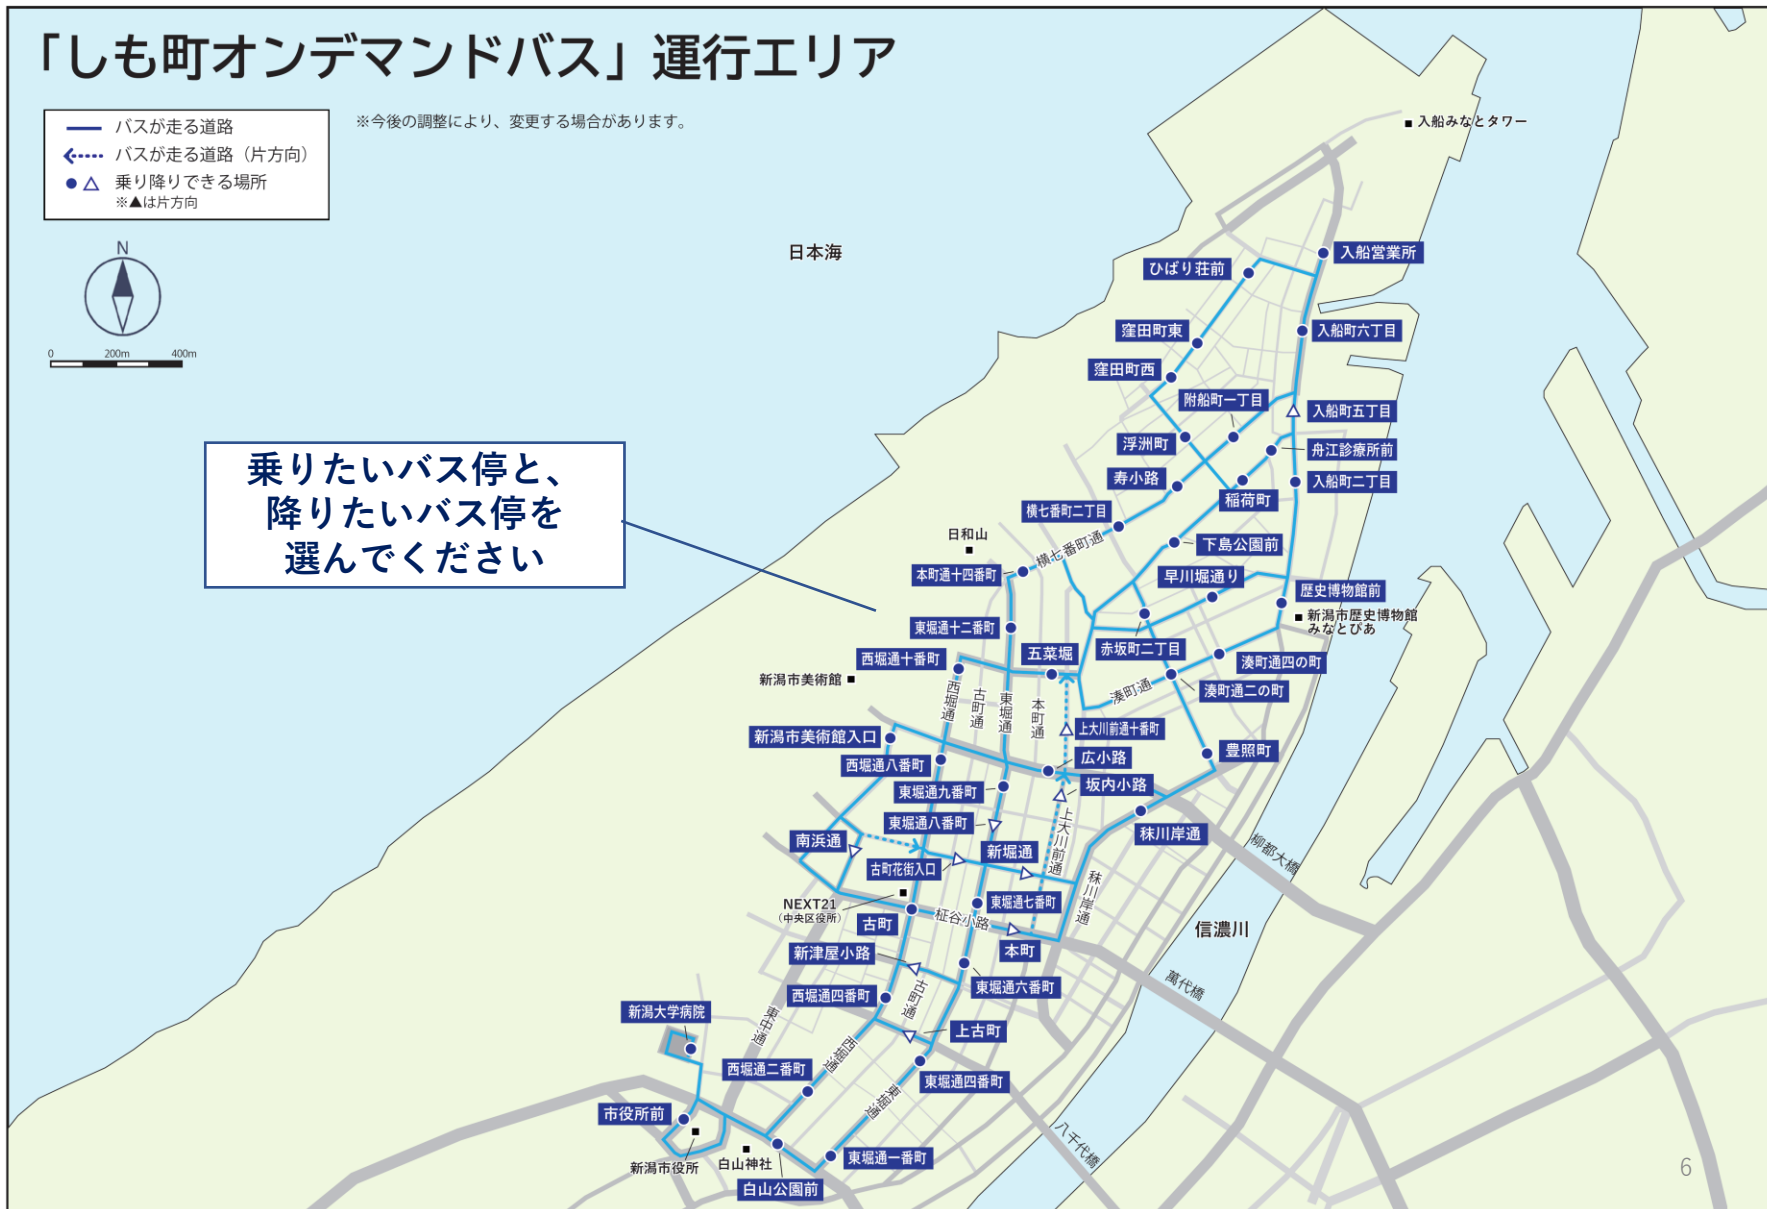 「しも町オンデマンドバス」運行エリア
バスが走る道路
バスが走る道路（片方向）
乗り降りできる場所
※▲は片方向
※今後の調整により、変更する場合があります。
N
0 200m 400m
日本海
乗りたいバス停と、
降りたいバス停を
選んでください
入船みなとタワー
入船営業所
ひばり荘前
窪田町東
入船町六丁目
窪田町西
附船町一丁目
入船町五丁目
浮洲町
舟江診療所前
寿小路
稲荷町
入船町二丁目
横七番町二丁目
日和山
横七番町通
下島公園前
本町通十四番町
早川堀通り
歴史博物館前
新潟市歴史博物館
みなとぴあ
東堀通十二番町
赤坂町二丁目
五菜堀
西堀通十番町
湊町通四の町
新潟市美術館
湊町通
湊町通二の町
西堀通
古町通
東堀通
本町通
上大川前通十番町
新潟市美術館入口
広小路
豊照町
西堀通八番町
坂内小路
東堀通九番町
東堀通八番町
上大川前通
秣川岸通
南浜通
新堀通
柳都大橋
古町花街入口
秣川岸通
NEXT21
（中央区役所）
東堀通七番町
柾谷小路
古町
本町
信濃川
新津屋小路
東堀通六番町
萬代橋
西堀通四番町
古町通
新潟大学病院
東中通
上古町
西堀通
西堀通二番町
東堀通四番町
東堀通
市役所前
八千代橋
新潟市役所
白山神社
東堀通一番町
白山公園前
6